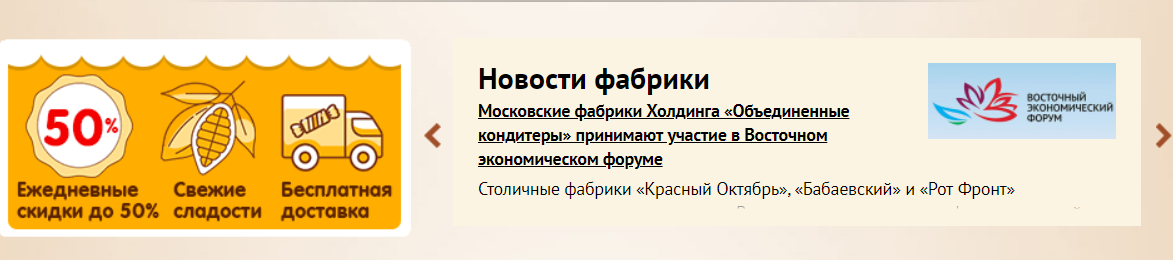 50%
Ежедневные
скидки до 50%
Свежие
сладости
Бесплатная
доставка
Новости фабрики
Московские фабрики Холдинга «Объединенные
кондитеры» принимают участие в Восточном
экономическом форуме
Столичные фабрики «Красный Октябрь», «Бабаевский» и «Рот Фронт»
ВОСТОЧНЫЙ
ЭКОНОМИЧЕСКИЙ
ФОРУМ